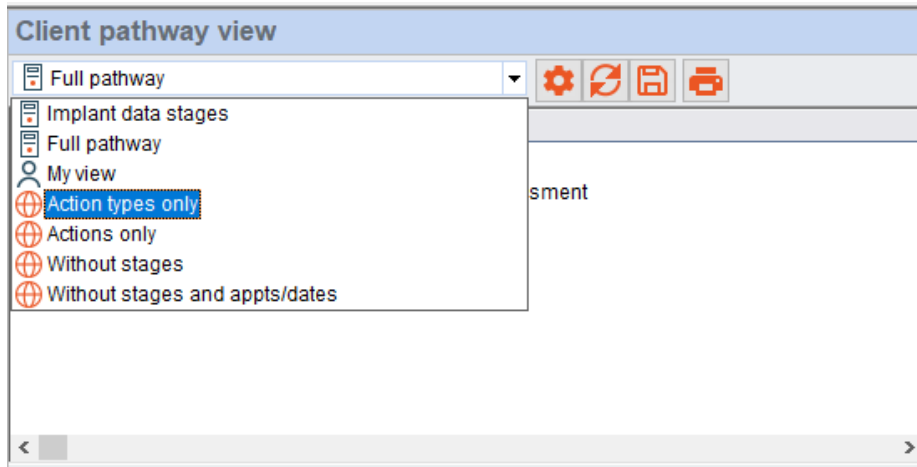 Client pathway view
Full pathway
Implant data stages
Full pathway
My view
sment
Action types only
Actions only
Without stages
Without stages and appts/dates